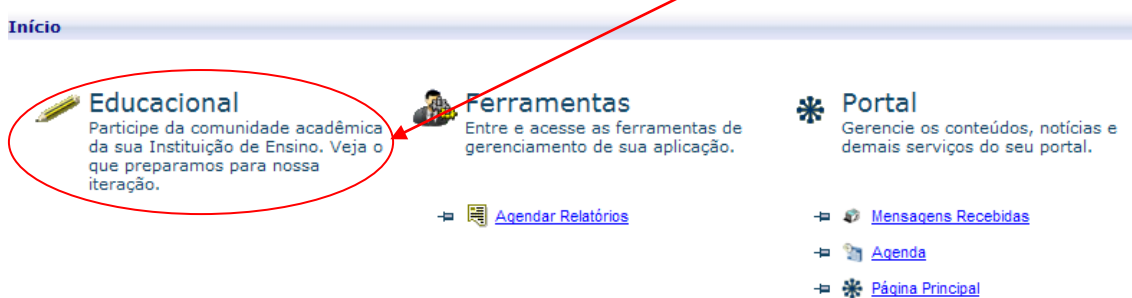 Início
Educacional
Participe da comunidade acadêmica
da sua Instituição de Ensino. Veja o
que preparamos para nossa
iteração.
Ferramentas
Entre e acesse as ferramentas de
gerenciamento de sua aplicação.
Agendar Relatórios
Portal
Gerencie os conteúdos, notícias e
demais serviços do seu portal.
Mensagens Recebidas
Agenda
Página Principal